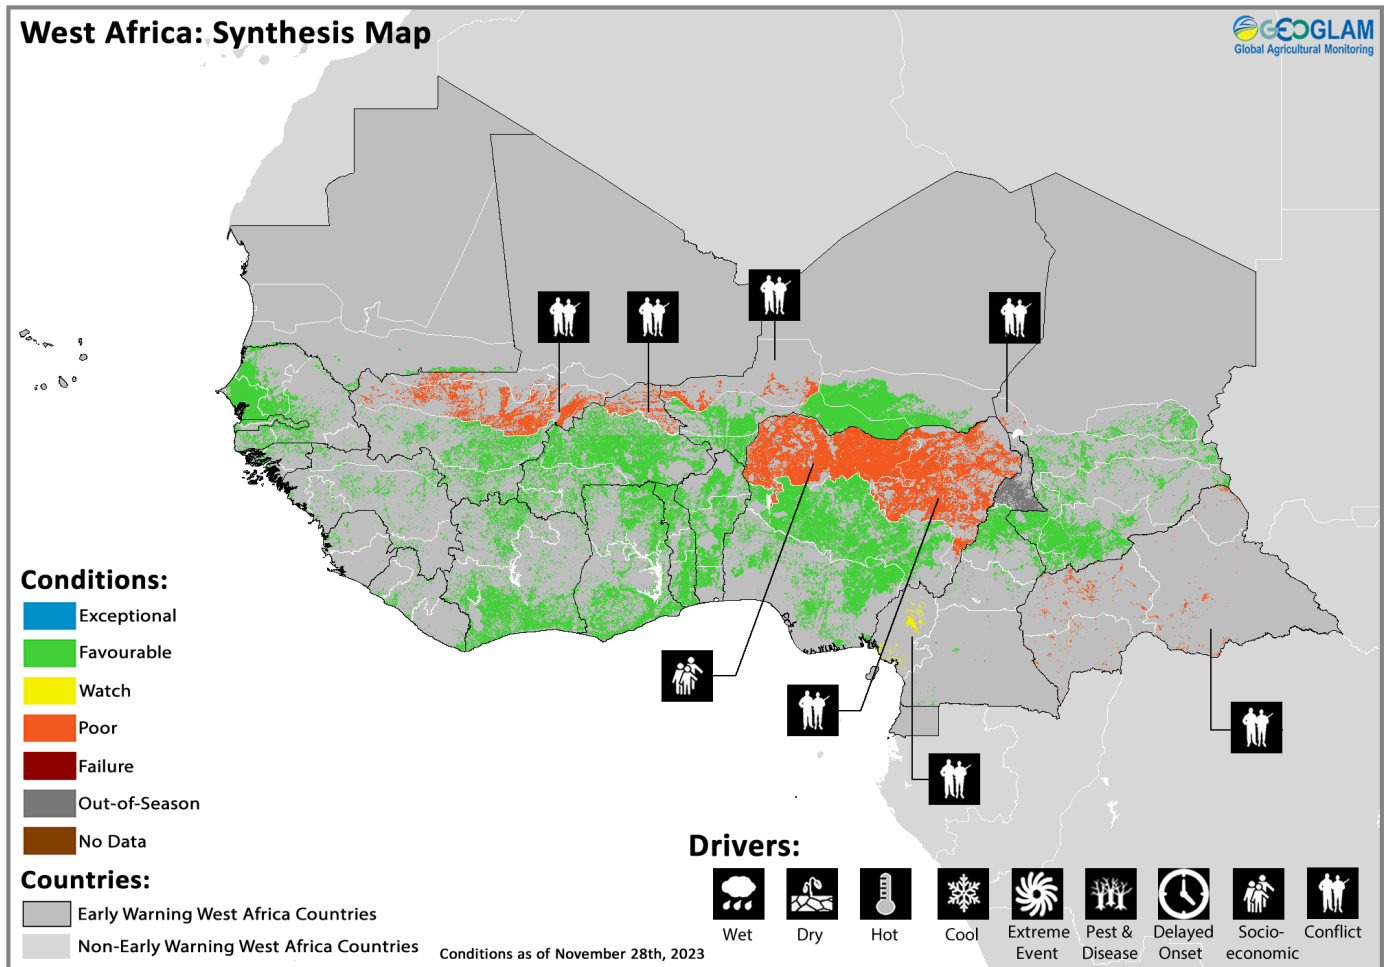 West Africa: Synthesis Map
GEOGLAM
Global Agricultural Monitoring
Conditions:
Exceptional
Favourable
Watch
Poor
Failure
Out-of-Season
No Data
Countries:
Early Warning West Africa Countries
Non-Early Warning West Africa Countries
Conditions as of November 28th, 2023
Drivers:
Wet
Dry
Hot
Cool
Extreme
Event
Pest &
Disease
Delayed
Onset
Socio-
economic
Conflict